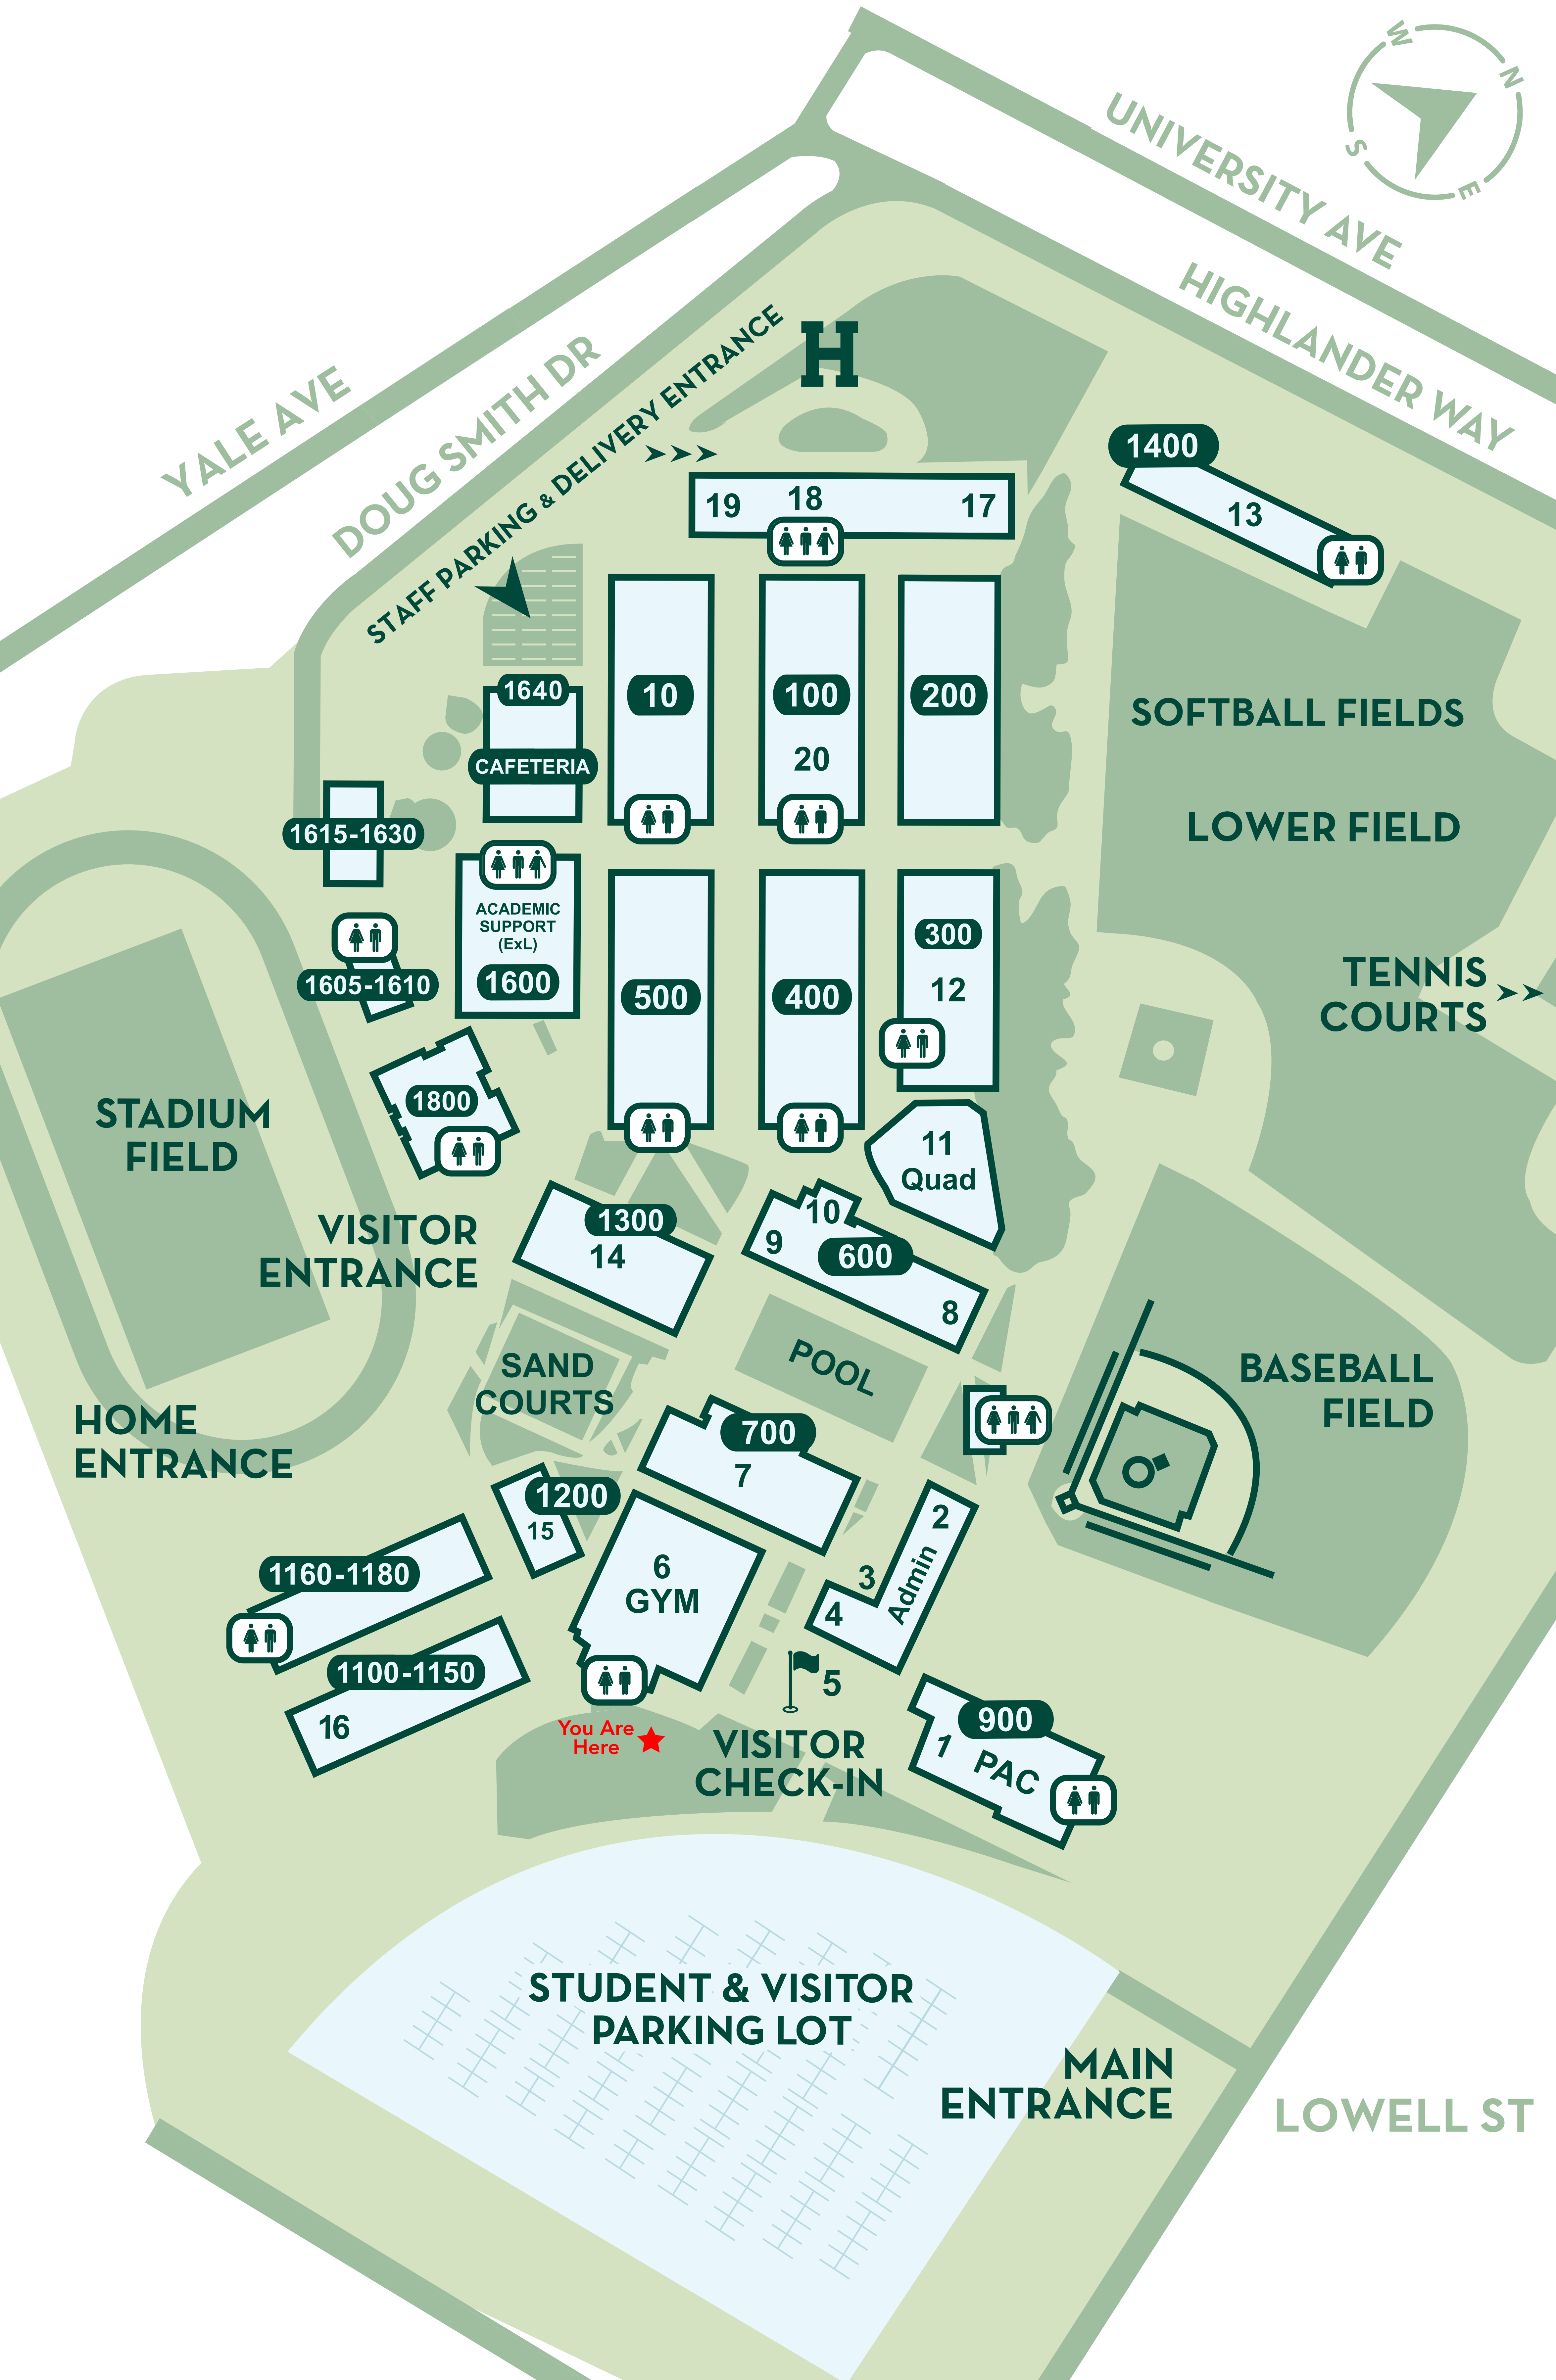 W
N
S
E
UNIVERSITY AVE
HIGHLANDER WAY
YALE AVE
DOUG SMITH DR
STAFF PARKING & DELIVERY ENTRANCE
H
1400
13
19
18
17
10
100
20
200
1640
CAFETERIA
SOFTBALL FIELDS
LOWER FIELD
1615-1630
ACADEMIC
SUPPORT
(ExL)
1600
1605-1610
500
400
300
12
TENNIS
COURTS
STADIUM
FIELD
1800
11
Quad
VISITOR
ENTRANCE
1300
14
10
9
600
8
POOL
SAND
COURTS
BASEBALL
FIELD
HOME
ENTRANCE
700
7
1200
15
2
3
4
Admin
6
GYM
1160-1180
1100-1150
16
5
You Are
Here
VISITOR
CHECK-IN
900
1
PAC
STUDENT & VISITOR
PARKING LOT
MAIN
ENTRANCE
LOWELL ST